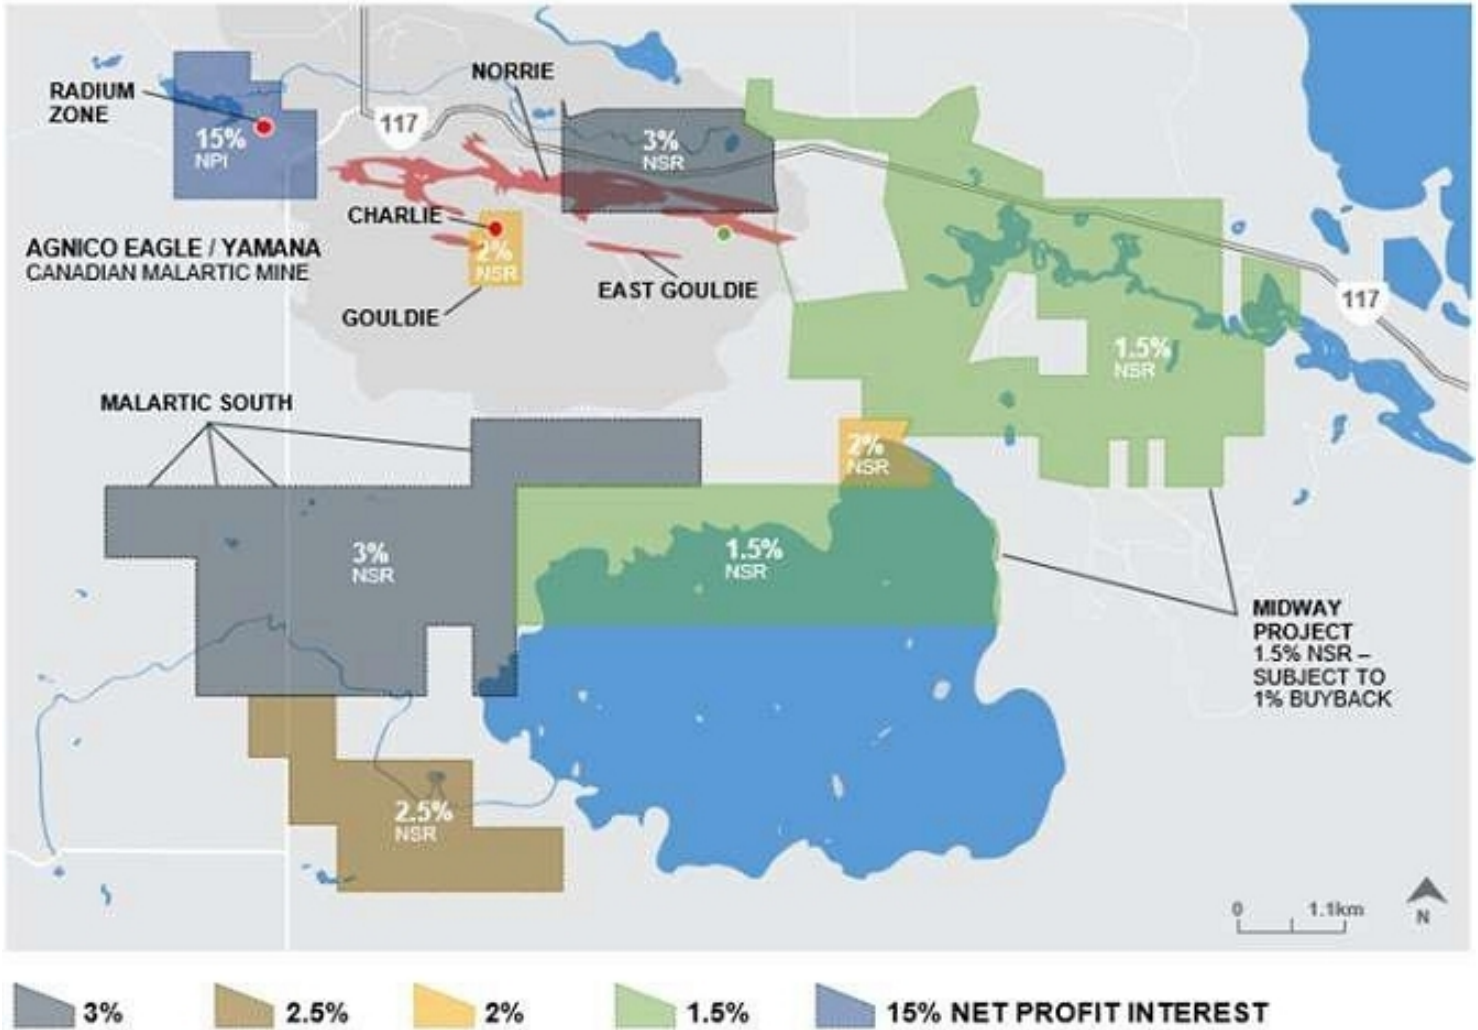 NORRIE
RADIUM
ZONE
117
15%
NPI
3%
NSR
CHARLIE
AGNICO EAGLE / YAMANA
CANADIAN MALARTIC MINE
2%
NSR
EAST GOULDIE
GOULDIE
117
1.5%
NSR
MALARTIC SOUTH
2%
NSR
3%
NSR
1.5%
NSR
MIDWAY
PROJECT
1.5% NSR –
SUBJECT TO
1% BUYBACK
2.5%
NSR
0 1.1km
N
3% 2.5% 2% 1.5% 15% NET PROFIT INTEREST